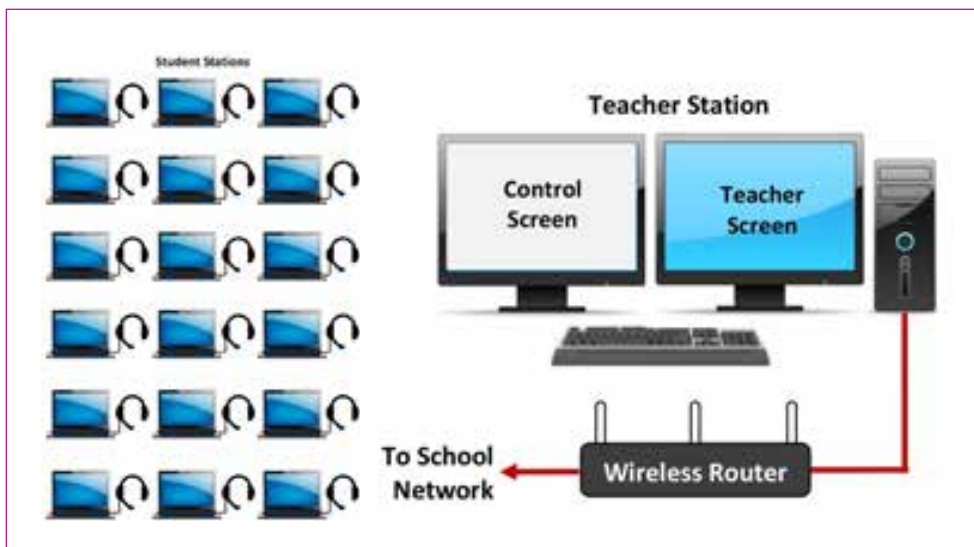 Student Stations
Teacher Station
Control
Screen
Teacher
Screen
To School
Network
Wireless Router